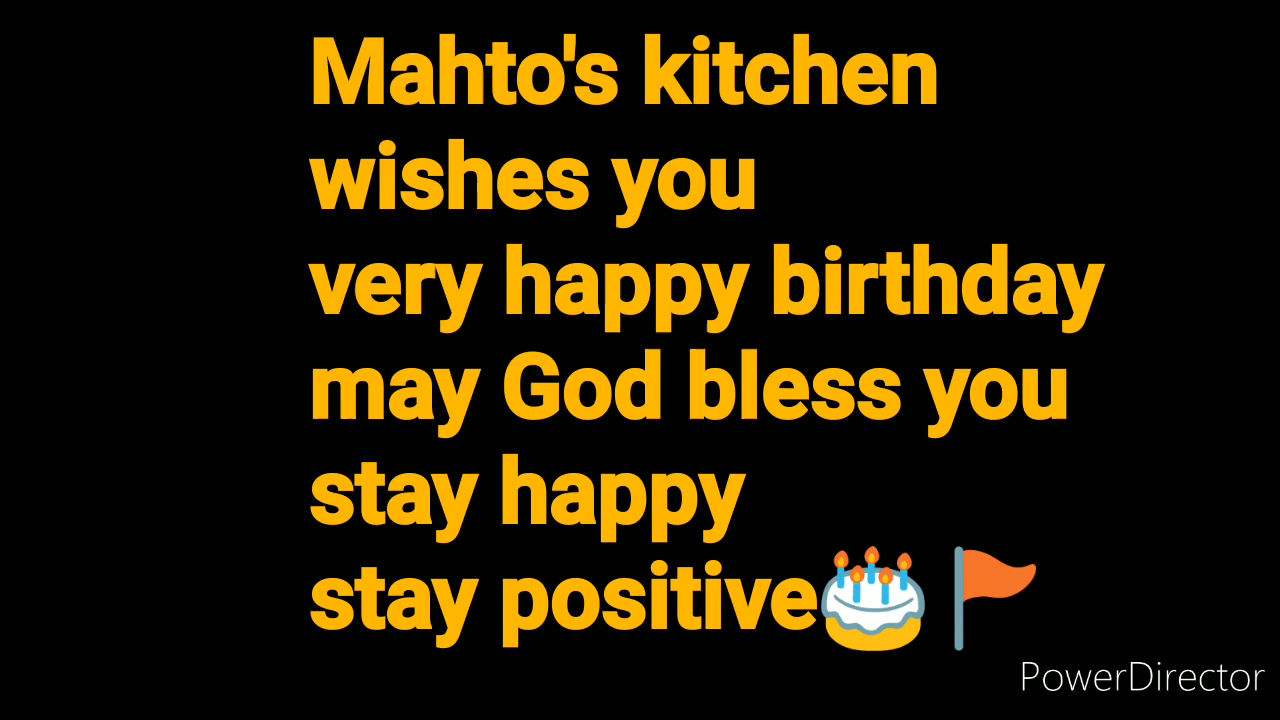 Mahto's kitchen
wishes you
very happy birthday
may God bless you
stay happy
stay positive🎂🚩
PowerDirector